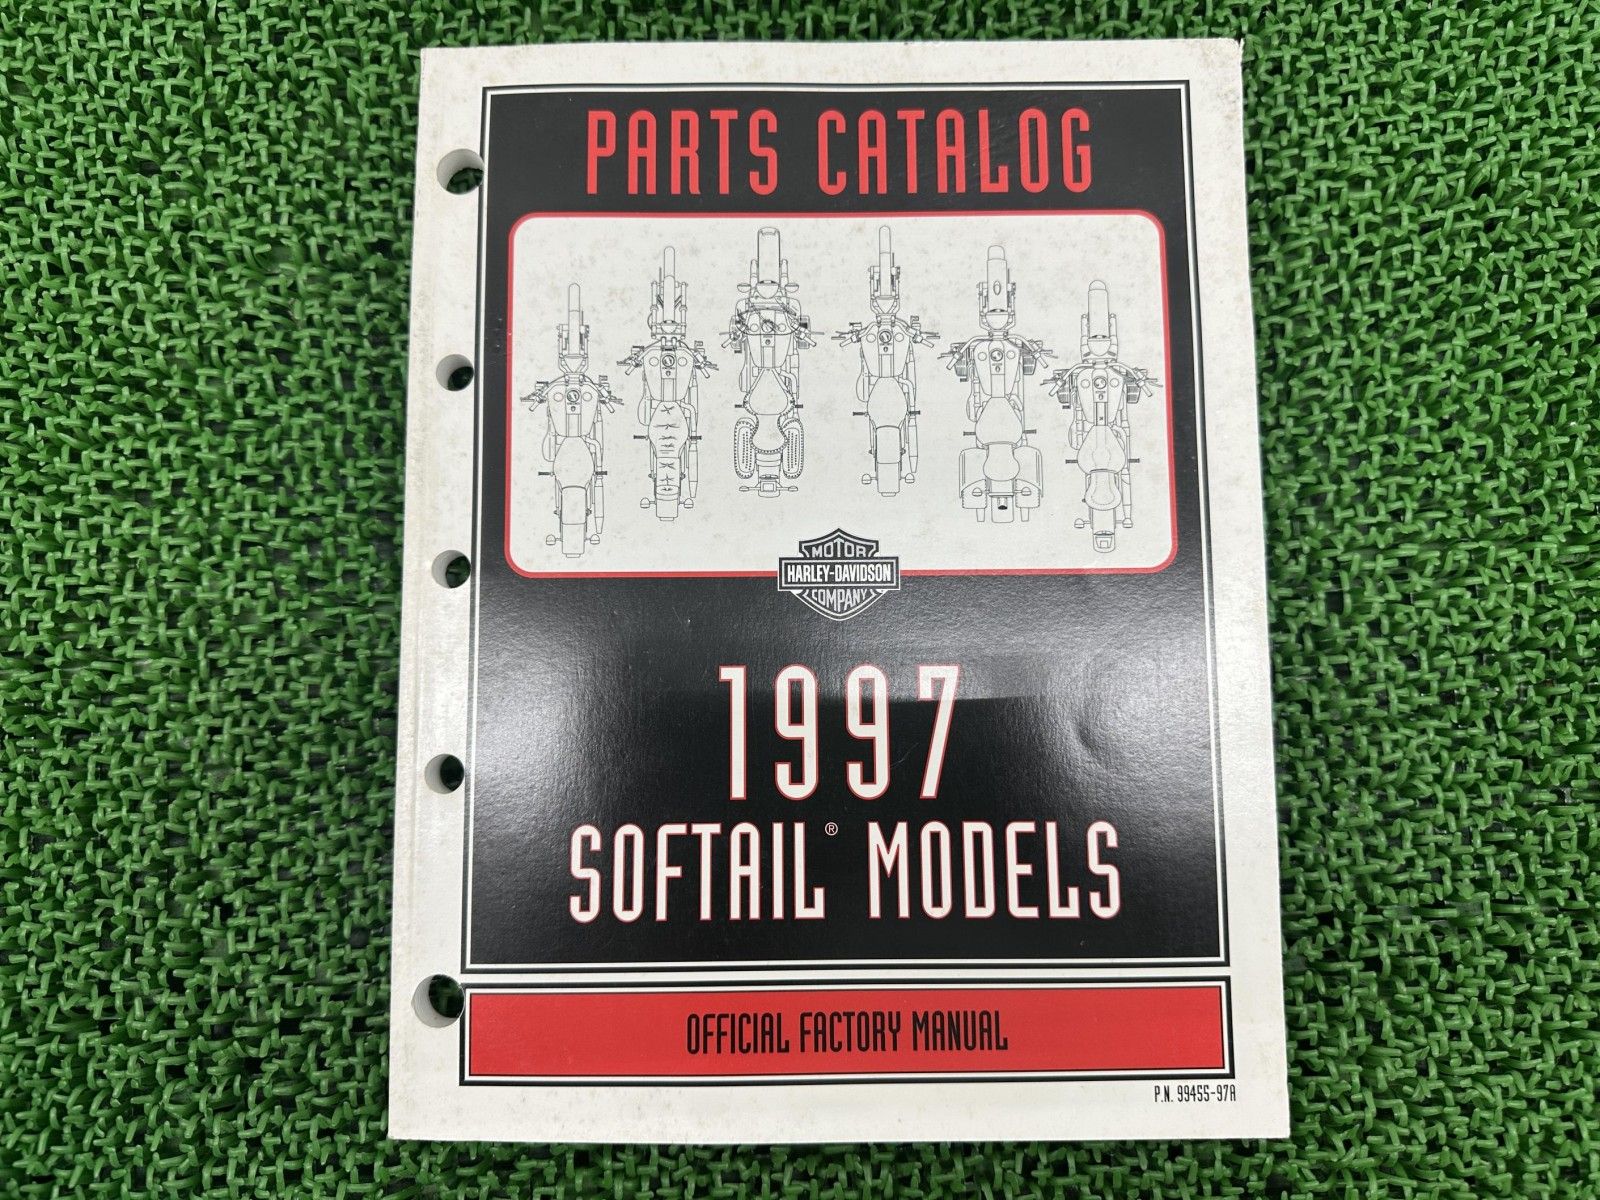 PARTS CATALOG
MOTOR
HARLEY-DAVIDSON
COMPANY
1997
SOFTAIL® MODELS
OFFICIAL FACTORY MANUAL
P.N. 99455-97A